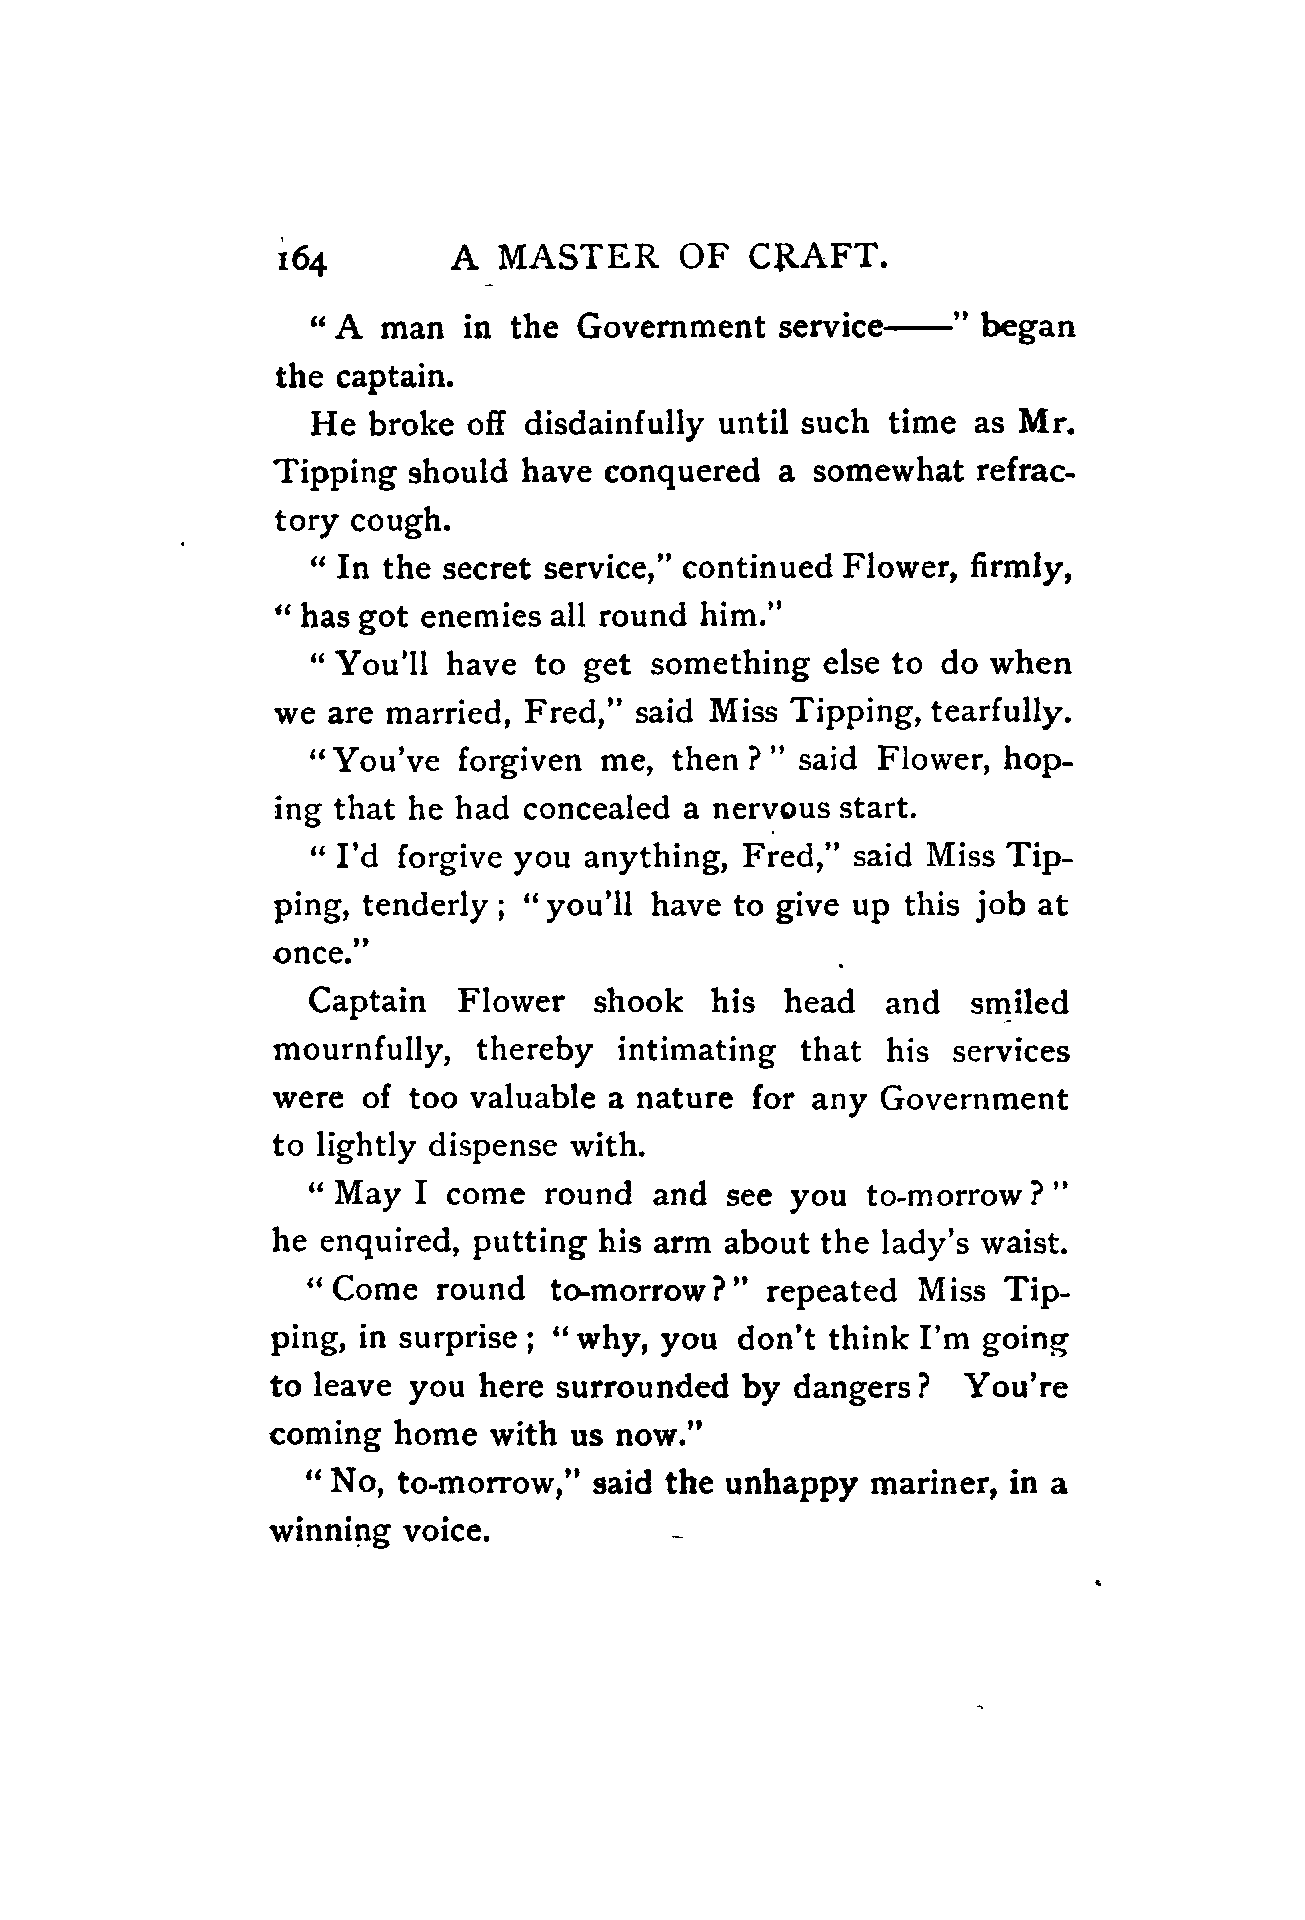 164 A MASTER OF CRAFT.
“A man in the Government service——” began
the captain.
He broke off disdainfully until such time as Mr.
Tipping should have conquered a somewhat refrac-
tory cough.
“In the secret service,” continued Flower, firmly,
“has got enemies all round him.”
“You'll have to get something else to do when
we are married, Fred,” said Miss Tipping, tearfully.
“You've forgiven me, then?” said Flower, hop-
ing that he had concealed a nervous start.
“I'd forgive you anything, Fred,” said Miss Tip-
ping, tenderly; “you'll have to give up this job at
once.”
Captain Flower shook his head and smiled
mournfully, thereby intimating that his services
were of too valuable a nature for any Government
to lightly dispense with.
“May I come round and see you to-morrow?”
he enquired, putting his arm about the lady's waist.
“Come round to-morrow?” repeated Miss Tip-
ping, in surprise; “why, you don't think I'm going
to leave you here surrounded by dangers? You're
coming home with us now.”
“No, to-morrow,” said the unhappy mariner, in a
winning voice.